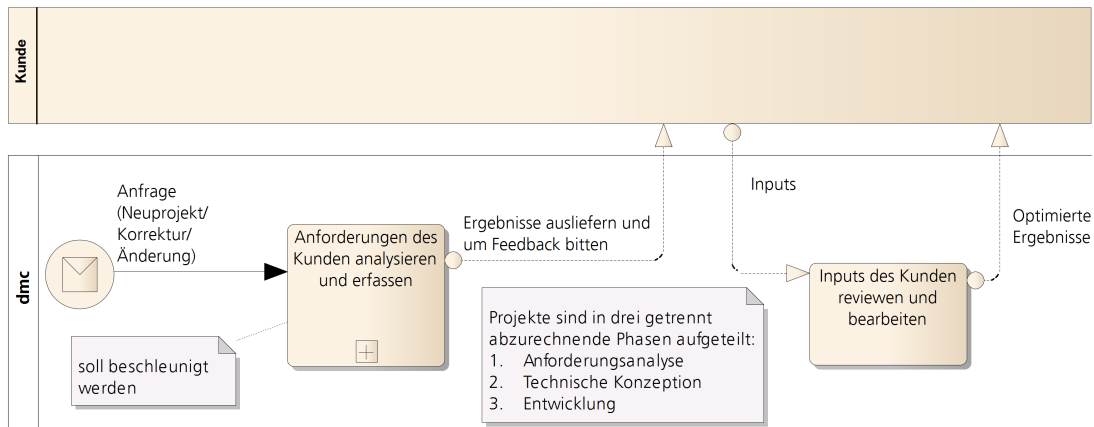 Kunde
dmc
Anfrage
(Neuprojekt/
Korrektur/
Änderung)
Anforderungen des
Kunden analysieren
und erfassen
soll beschleunigt
werden
Ergebnisse ausliefern und
um Feedback bitten
Projekte sind in drei getrennt
abzurechnende Phasen aufgeteilt:
1. Anforderungsanalyse
2. Technische Konzeption
3. Entwicklung
Inputs
Inputs des Kunden
reviewen und
bearbeiten
Optimierte
Ergebnisse